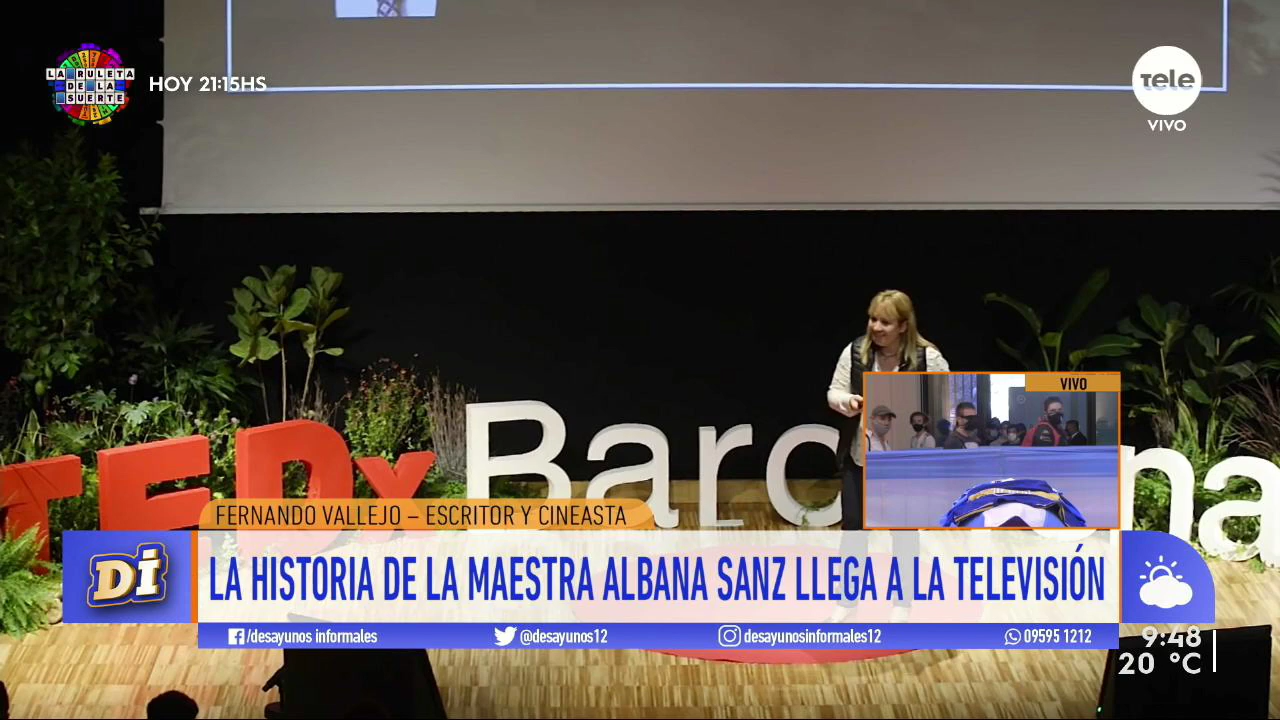 LA RULETA
DE LA
SUERTE
HOY 21:15HS
tele
VIVO
VIVO
TEDx Barc na
FERNANDO VALLEJO – ESCRITOR Y CINEASTA
Di
LA HISTORIA DE LA MAESTRA ALBANA SANZ LLEGA A LA TELEVISIÓN
/desayunos informales
@desayunos12
desayunosinformales12
09595 1212
9:48
20 °C